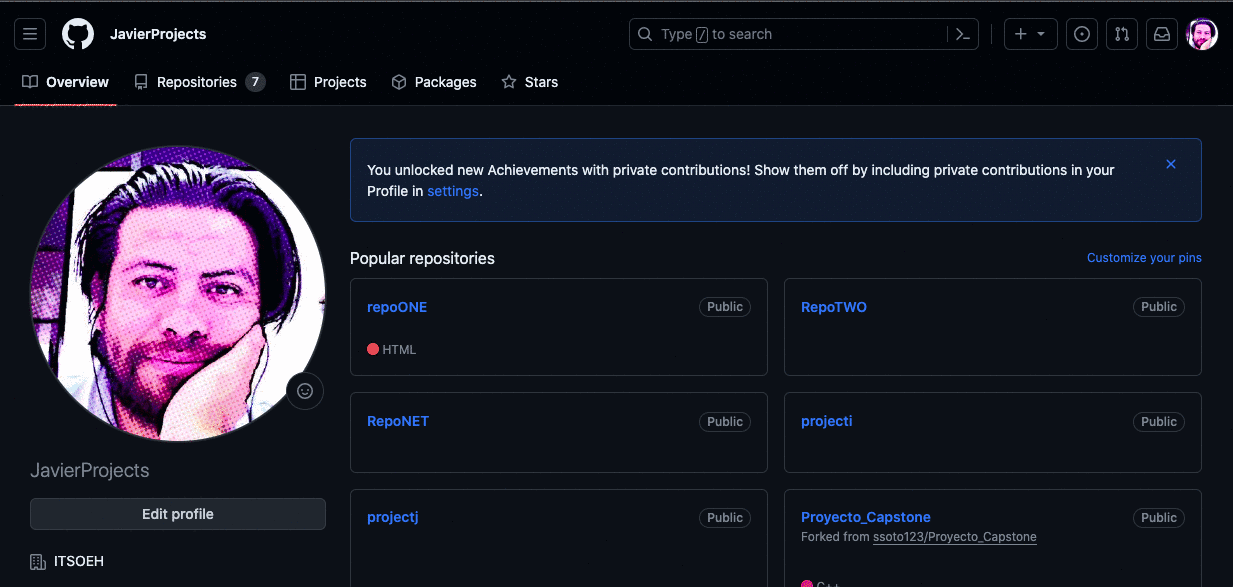 JavierProjects
Type / to search
Overview
Repositories 7
Projects
Packages
Stars
You unlocked new Achievements with private contributions! Show them off by including private contributions in your
Profile in settings.
Popular repositories
Customize your pins
repoONE
Public
HTML
RepoTWO
Public
RepoNET
Public
projecti
Public
projectj
Public
Proyecto_Capstone
Public
Forked from ssoto123/Proyecto_Capstone
C++
JavierProjects
Edit profile
ITSOEH